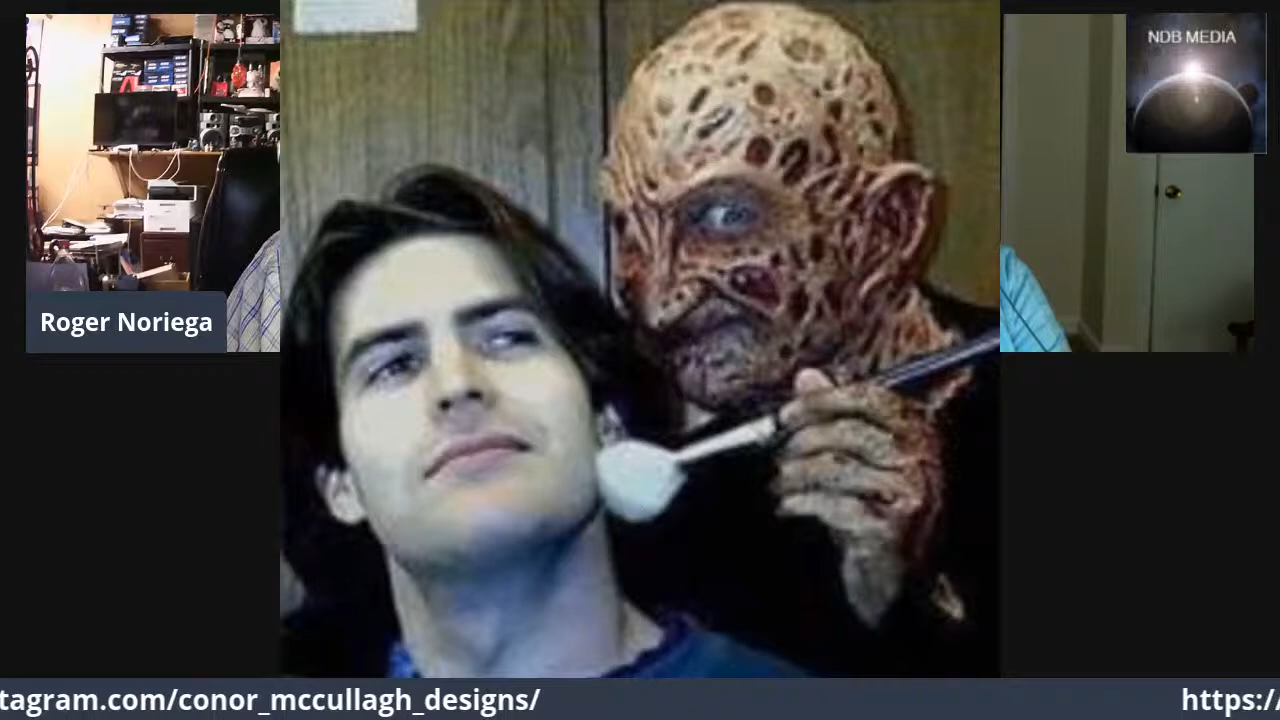 NDB MEDIA
Roger Noriega
tagram.com/conor_mccullagh_designs/
https:/